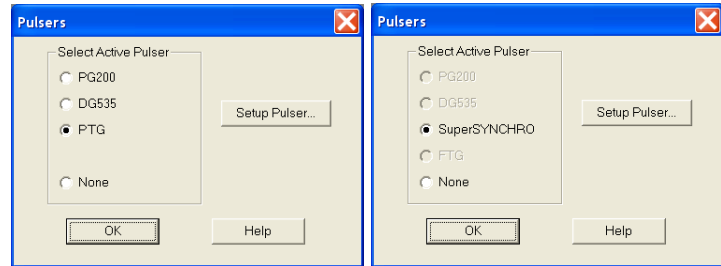 Pulsers
Select Active Pulser
PG200
DG535
PTG
None
Setup Pulser...
OK
Help
Pulsers
Select Active Pulser
PG200
DG535
SuperSYNCHRO
FTG
None
Setup Pulser...
OK
Help